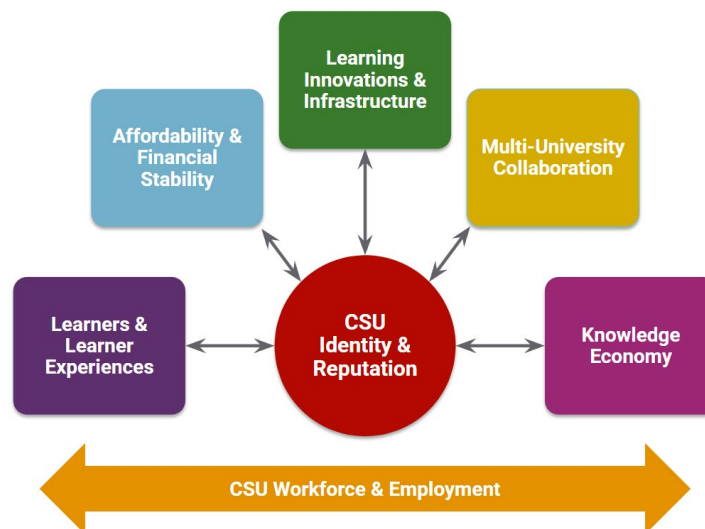 Learning
Innovations &
Infrastructure
Affordability &
Financial
Stability
Multi-University
Collaboration
Learners &
Learner
Experiences
CSU
Identity &
Reputation
Knowledge
Economy
CSU Workforce & Employment